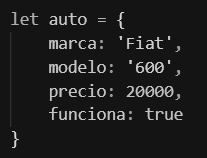 let auto = {
    marca: 'Fiat',
    modelo: '600',
    precio: 20000,
    funciona: true
}